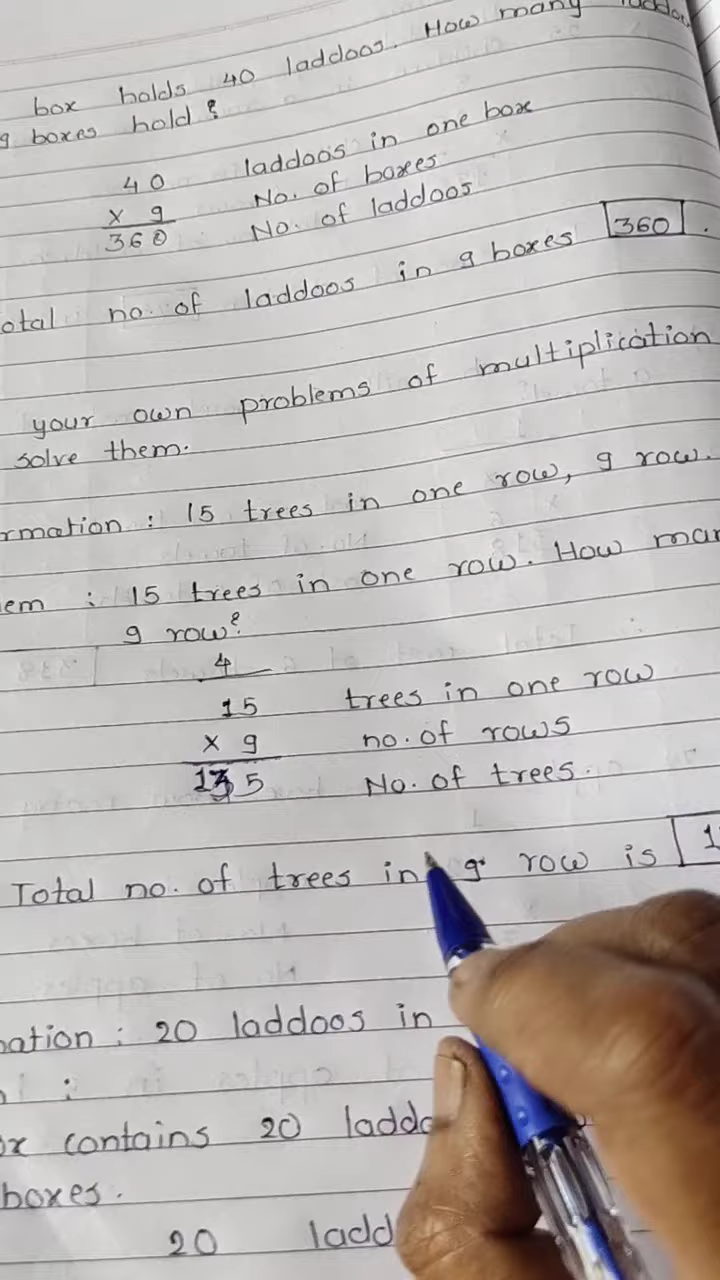 box holds 40 laddoos. How many
9 boxes hold?
40 laddoos in one box
x 9 No. of boxes
360 No. of laddoos
otal no. of laddoos in 9 boxes 360.
your own problems of multiplication
solve them.
rmation : 15 trees in one row, 9 row.
em : 15 trees in one row. How mar
9 row?
4
15 trees in one row
x 9 no. of rows
135 No. of trees.
Total no. of trees in 9 row is 1
ation : 20 laddoos in
:
ox contains 20 laddo
boxes.
20 ladd